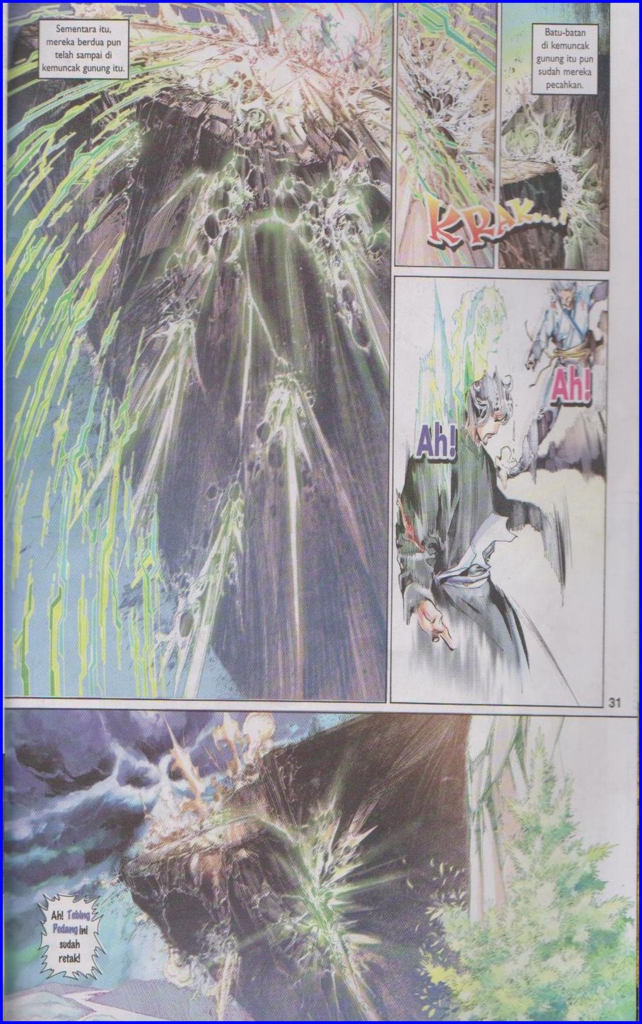 Sementara itu,
mereka berdua pun
telah sampai di
kemuncak gunung itu.
Batu-batan
di kemuncak
gunung itu pun
sudah mereka
pecahkan.
KRAK...!
Ah!
Ah!
31
Ah! Tebing
Pedang ini
sudah
retak!